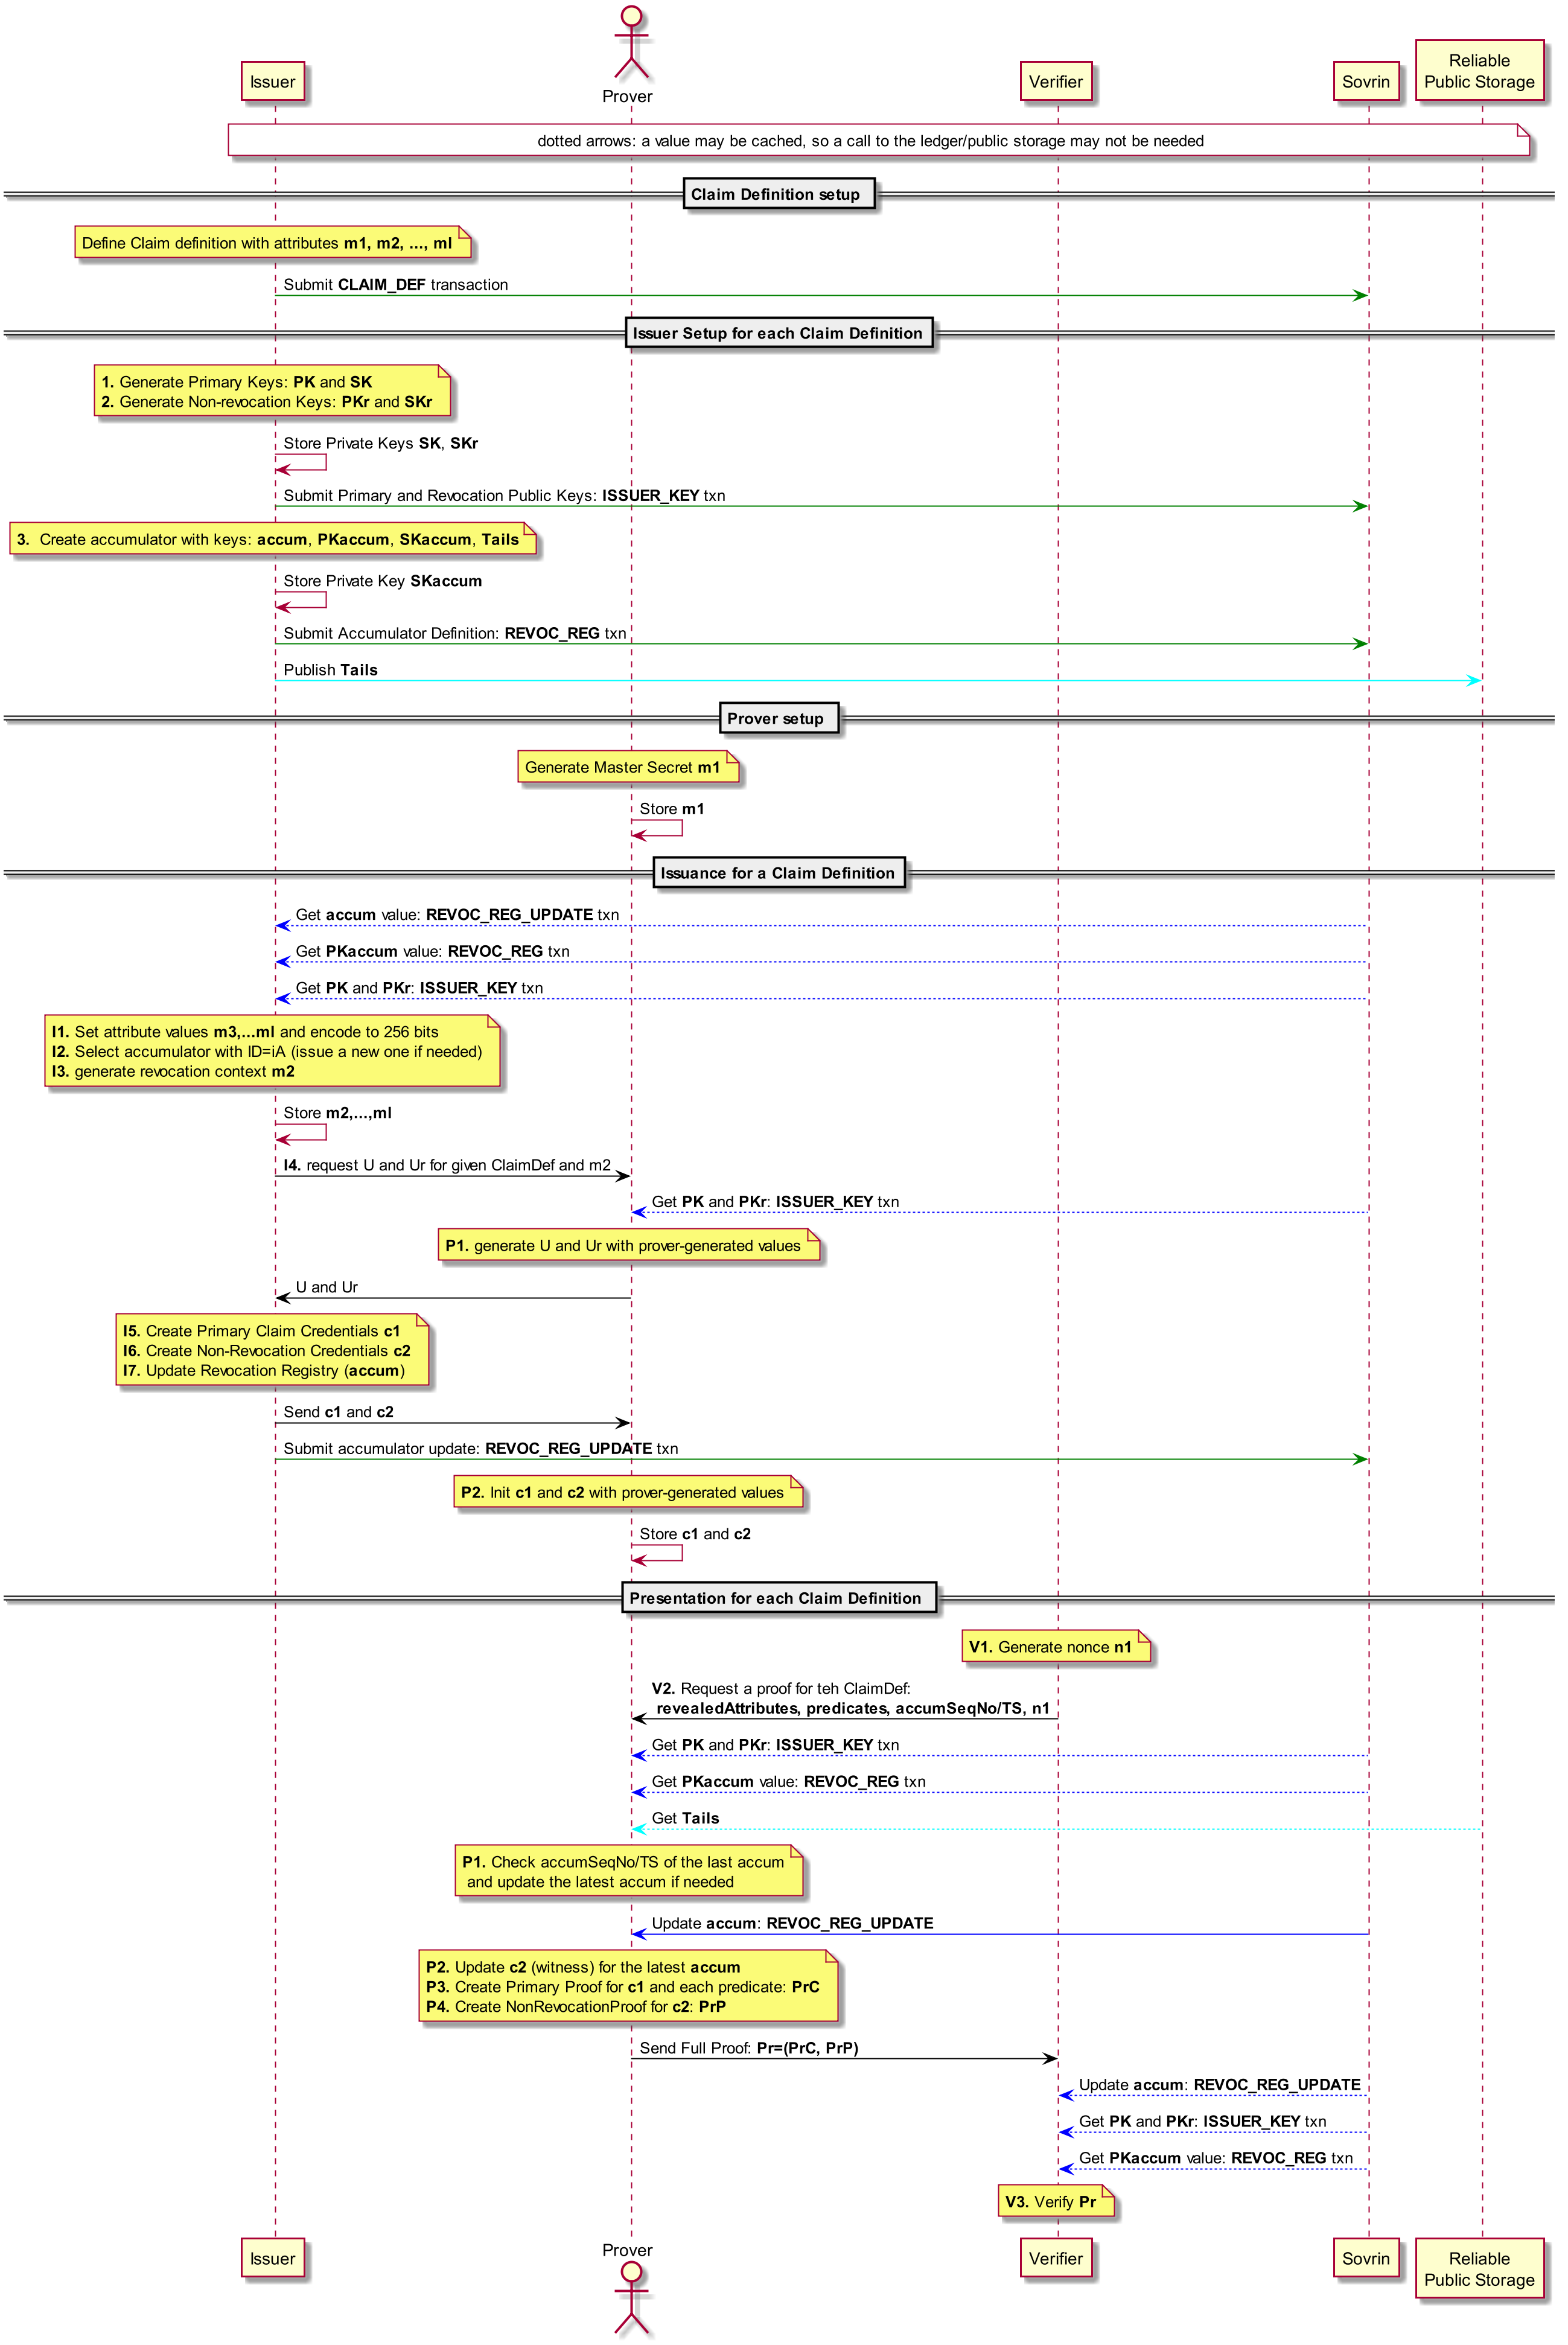 Prover
Issuer
Verifier
Sovrin
Reliable
Public Storage
dotted arrows: a value may be cached, so a call to the ledger/public storage may not be needed
Claim Definition setup
Define Claim definition with attributes m1, m2, ..., ml
Submit CLAIM_DEF transaction
Issuer Setup for each Claim Definition
1. Generate Primary Keys: PK and SK
2. Generate Non-revocation Keys: PKr and SKr
Store Private Keys SK, SKr
Submit Primary and Revocation Public Keys: ISSUER_KEY txn
3. Create accumulator with keys: accum, PKaccum, SKaccum, Tails
Store Private Key SKaccum
Submit Accumulator Definition: REVOC_REG txn
Publish Tails
Prover setup
Generate Master Secret m1
Store m1
Issuance for a Claim Definition
Get accum value: REVOC_REG_UPDATE txn
Get PKaccum value: REVOC_REG txn
Get PK and PKr: ISSUER_KEY txn
I1. Set attribute values m3,...ml and encode to 256 bits
I2. Select accumulator with ID=iA (issue a new one if needed)
I3. generate revocation context m2
Store m2,...,ml
I4. request U and Ur for given ClaimDef and m2
Get PK and PKr: ISSUER_KEY txn
P1. generate U and Ur with prover-generated values
U and Ur
I5. Create Primary Claim Credentials c1
I6. Create Non-Revocation Credentials c2
I7. Update Revocation Registry (accum)
Send c1 and c2
Submit accumulator update: REVOC_REG_UPDATE txn
P2. Init c1 and c2 with prover-generated values
Store c1 and c2
Presentation for each Claim Definition
V1. Generate nonce n1
V2. Request a proof for teh ClaimDef:
revealedAttributes, predicates, accumSeqNo/TS, n1
Get PK and PKr: ISSUER_KEY txn
Get PKaccum value: REVOC_REG txn
Get Tails
P1. Check accumSeqNo/TS of the last accum
and update the latest accum if needed
Update accum: REVOC_REG_UPDATE
P2. Update c2 (witness) for the latest accum
P3. Create Primary Proof for c1 and each predicate: PrC
P4. Create NonRevocationProof for c2: PrP
Send Full Proof: Pr=(PrC, PrP)
Update accum: REVOC_REG_UPDATE
Get PK and PKr: ISSUER_KEY txn
Get PKaccum value: REVOC_REG txn
V3. Verify Pr
Issuer
Prover
Verifier
Sovrin
Reliable
Public Storage